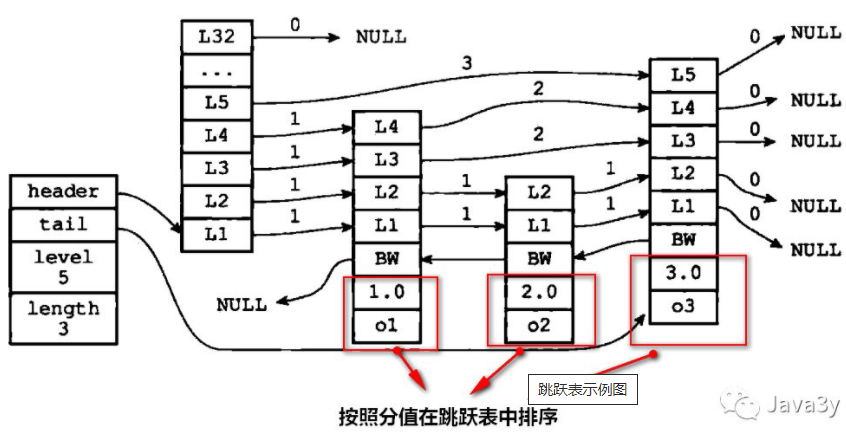 L32
0
NULL
...
L5
3
L4
1
L3
1
L2
1
L1
1
header
tail
level
5
length
3
L4
2
L3
2
L2
1
L1
1
BW
NULL
1.0
o1
L2
1
L1
1
BW
2.0
o2
L5
0
NULL
L4
0
NULL
L3
0
NULL
L2
0
NULL
L1
0
NULL
BW
3.0
o3
跳跃表示例图
按照分值在跳跃表中排序
Java3y